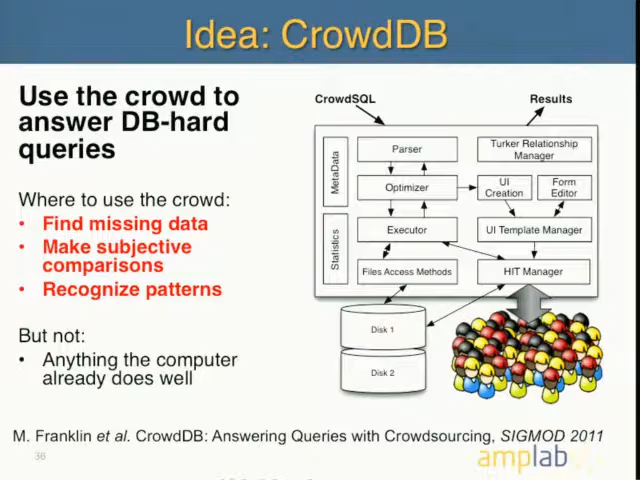 Idea: CrowdDB
Use the crowd to
answer DB-hard
queries
Where to use the crowd:
• Find missing data
• Make subjective
comparisons
• Recognize patterns
But not:
• Anything the computer
already does well
CrowdSQL
Results
MetaData
Parser
Turker Relationship
Manager
Optimizer
UI
Creation
Form
Editor
Statistics
Executor
UI Template Manager
Files Access Methods
HIT Manager
Disk 1
Disk 2
M. Franklin et al. CrowdDB: Answering Queries with Crowdsourcing, SIGMOD 2011
36
amplab